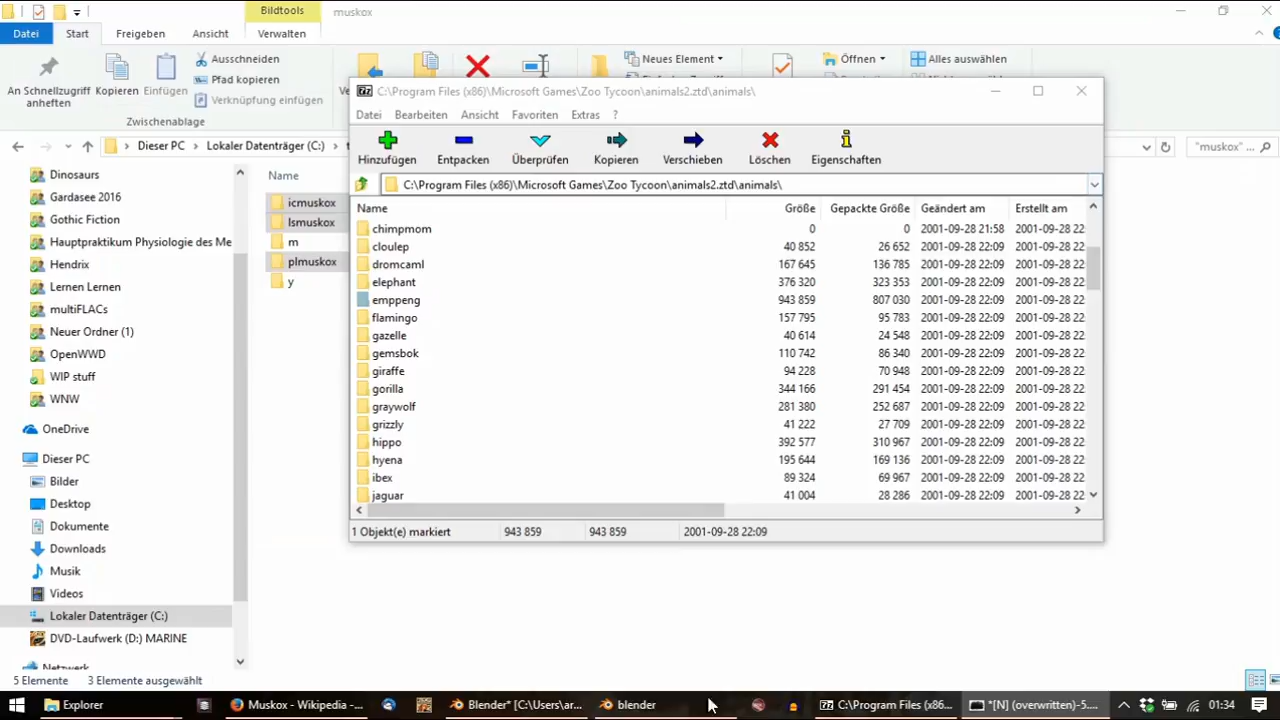 Bildtools
muskox
Datei Start Freigeben Ansicht Verwalten
An Schnellzugriff anheften
Kopieren
Einfügen
Ausschneiden
Pfad kopieren
Verknüpfung einfügen
Zwischenablage
Neues Element
Öffnen
Alles auswählen
Dieser PC > Lokaler Datenträger (C:) >
"muskox" ...
Dinosaurs
Gardasee 2016
Gothic Fiction
Hauptpraktikum Physiologie des Me
Hendrix
Lernen Lernen
multiFLACs
Neuer Ordner (1)
OpenWWD
WIP stuff
WNW
OneDrive
Dieser PC
Bilder
Desktop
Dokumente
Downloads
Musik
Videos
Lokaler Datenträger (C:)
DVD-Laufwerk (D:) MARINE
Netzwerk
Name
icmuskox
lsmuskox
m
plmuskox
y
5 Elemente 3 Elemente ausgewählt
7z C:\Program Files (x86)\Microsoft Games\Zoo Tycoon\animals2.ztd\animals\
Datei Bearbeiten Ansicht Favoriten Extras ?
Hinzufügen Entpacken Überprüfen Kopieren Verschieben Löschen Eigenschaften
C:\Program Files (x86)\Microsoft Games\Zoo Tycoon\animals2.ztd\animals\
Name Größe Gepackte Größe Geändert am Erstellt am
chimpmom 0 0 2001-09-28 21:58 2001-09-28 22:
cloulep 40 852 26 652 2001-09-28 22:09 2001-09-28 22:
dromcaml 167 645 136 785 2001-09-28 22:09 2001-09-28 22:
elephant 376 320 323 353 2001-09-28 22:09 2001-09-28 22:
emppeng 943 859 807 030 2001-09-28 22:09 2001-09-28 22:
flamingo 157 795 95 783 2001-09-28 22:09 2001-09-28 22:
gazelle 40 614 24 548 2001-09-28 22:09 2001-09-28 22:
gemsbok 110 742 86 340 2001-09-28 22:09 2001-09-28 22:
giraffe 94 228 70 948 2001-09-28 22:09 2001-09-28 22:
gorilla 344 166 291 454 2001-09-28 22:09 2001-09-28 22:
graywolf 281 380 252 687 2001-09-28 22:09 2001-09-28 22:
grizzly 41 222 27 709 2001-09-28 22:09 2001-09-28 22:
hippo 392 577 310 967 2001-09-28 22:09 2001-09-28 22:
hyena 195 644 169 136 2001-09-28 22:09 2001-09-28 22:
ibex 89 324 69 967 2001-09-28 22:09 2001-09-28 22:
jaguar 41 004 28 286 2001-09-28 22:09 2001-09-28 22:
1 Objekt(e) markiert 943 859 943 859 2001-09-28 22:09
Explorer
Muskox - Wikipedia - ...
Blender* [C:\Users\ar...
blender
C:\Program Files (x86...
*[N] (overwritten)-5....
01:34